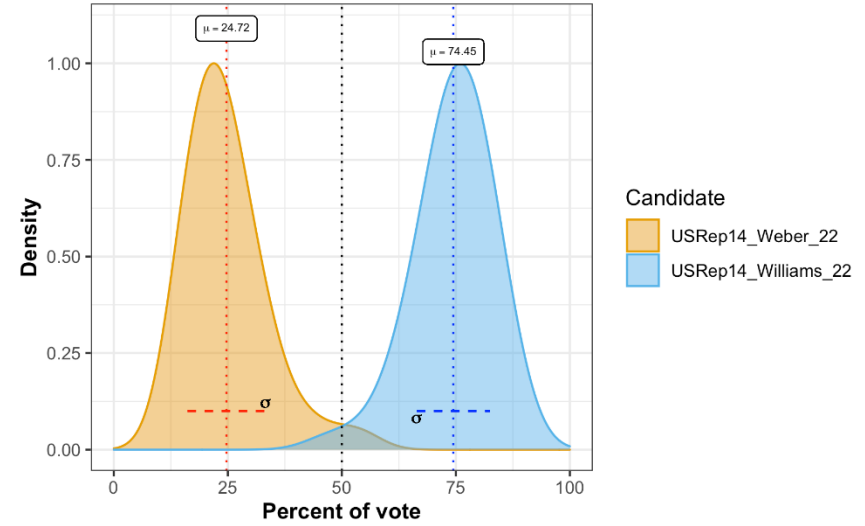 μ = 24.72
μ = 74.45
1.00
0.75
0.50
0.25
0.00
Density
σ
σ
0
25
50
75
100
Percent of vote
Candidate
USRep14_Weber_22
USRep14_Williams_22